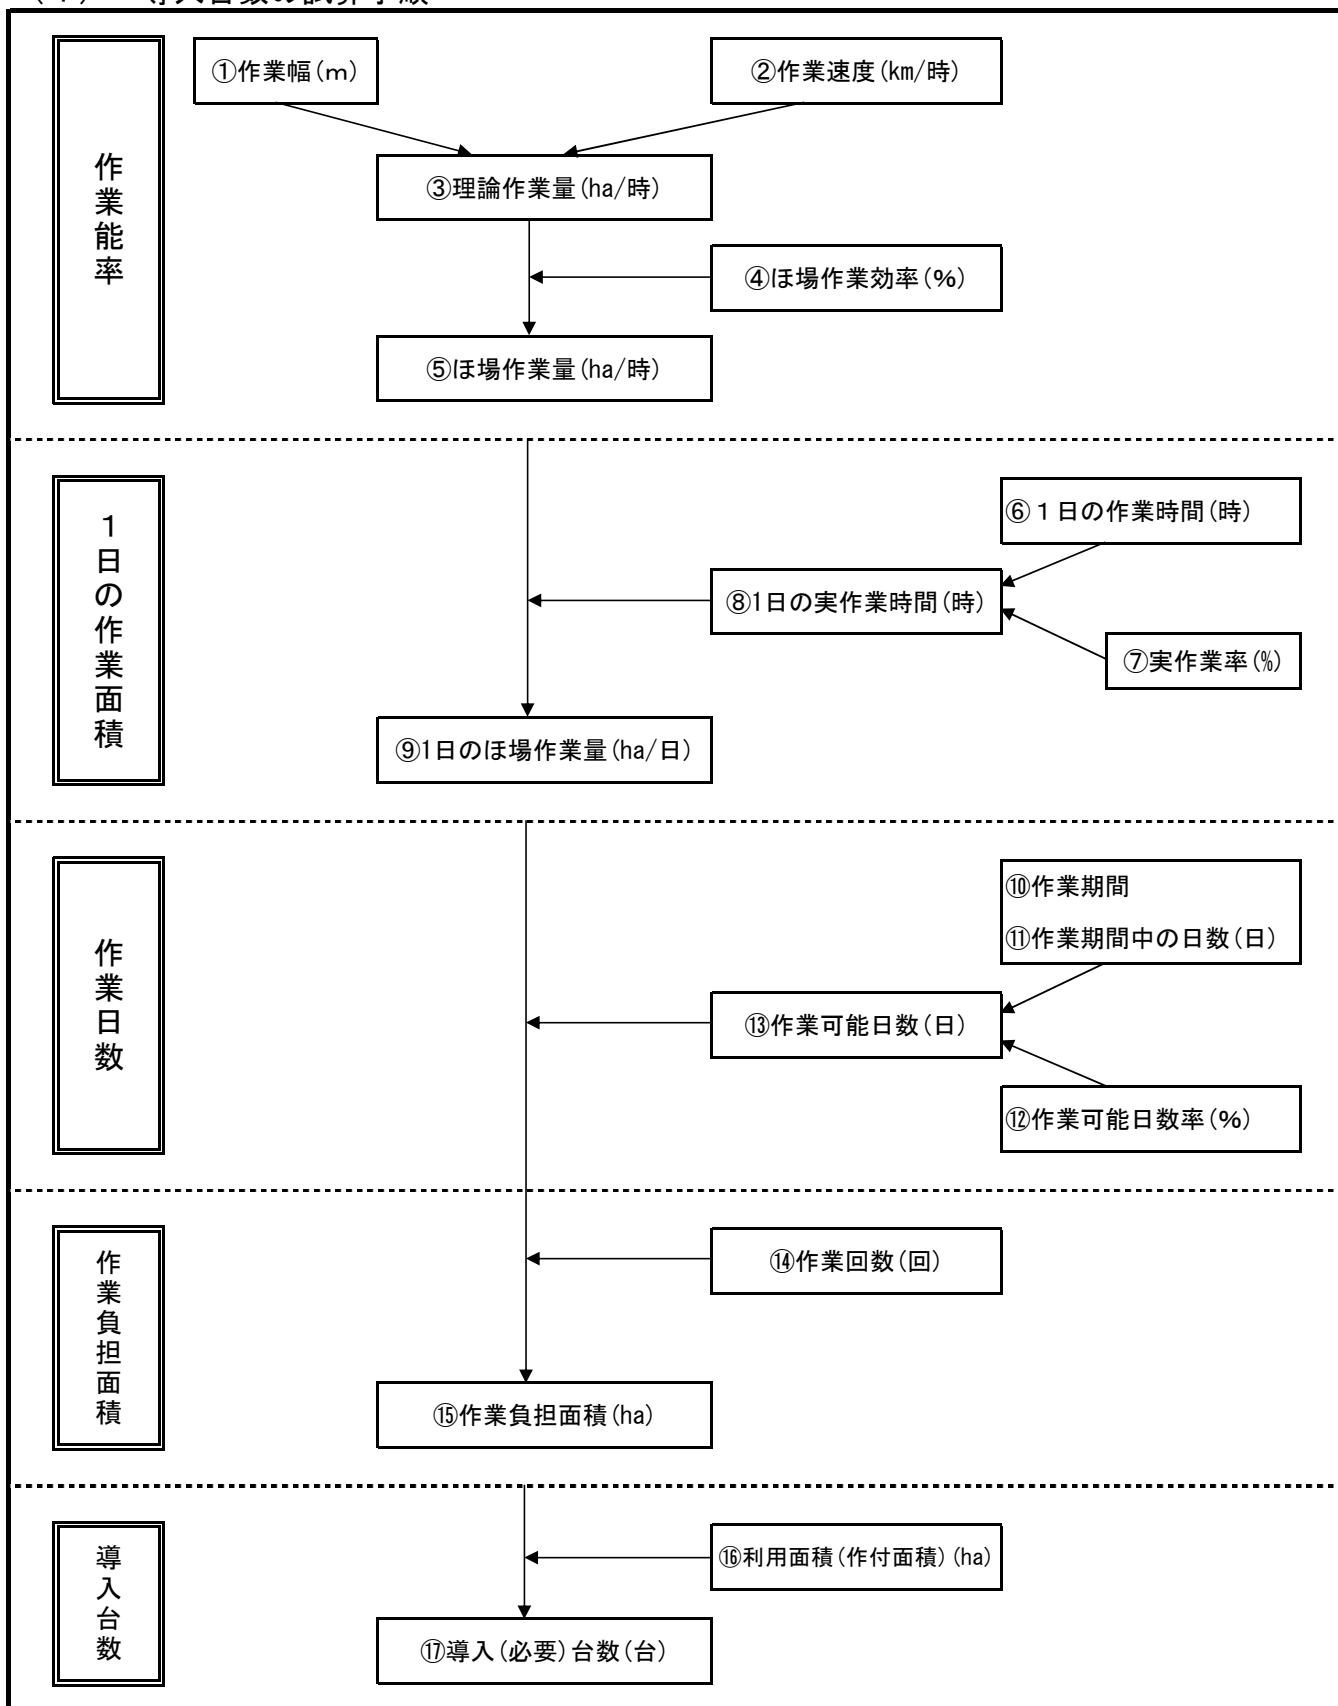 作業能率
①作業幅(m)
②作業速度(km/時)
③理論作業量(ha/時)
④ほ場作業効率(%)
⑤ほ場作業量(ha/時)
1日の作業面積
⑥1日の作業時間(時)
⑧1日の実作業時間(時)
⑦実作業率(%)
⑨1日のほ場作業量(ha/日)
作業日数
⑩作業期間
⑪作業期間中の日数(日)
⑬作業可能日数(日)
⑫作業可能日数率(%)
作業負担面積
⑭作業回数(回)
⑮作業負担面積(ha)
導入台数
⑯利用面積(作付面積)(ha)
⑰導入(必要)台数(台)